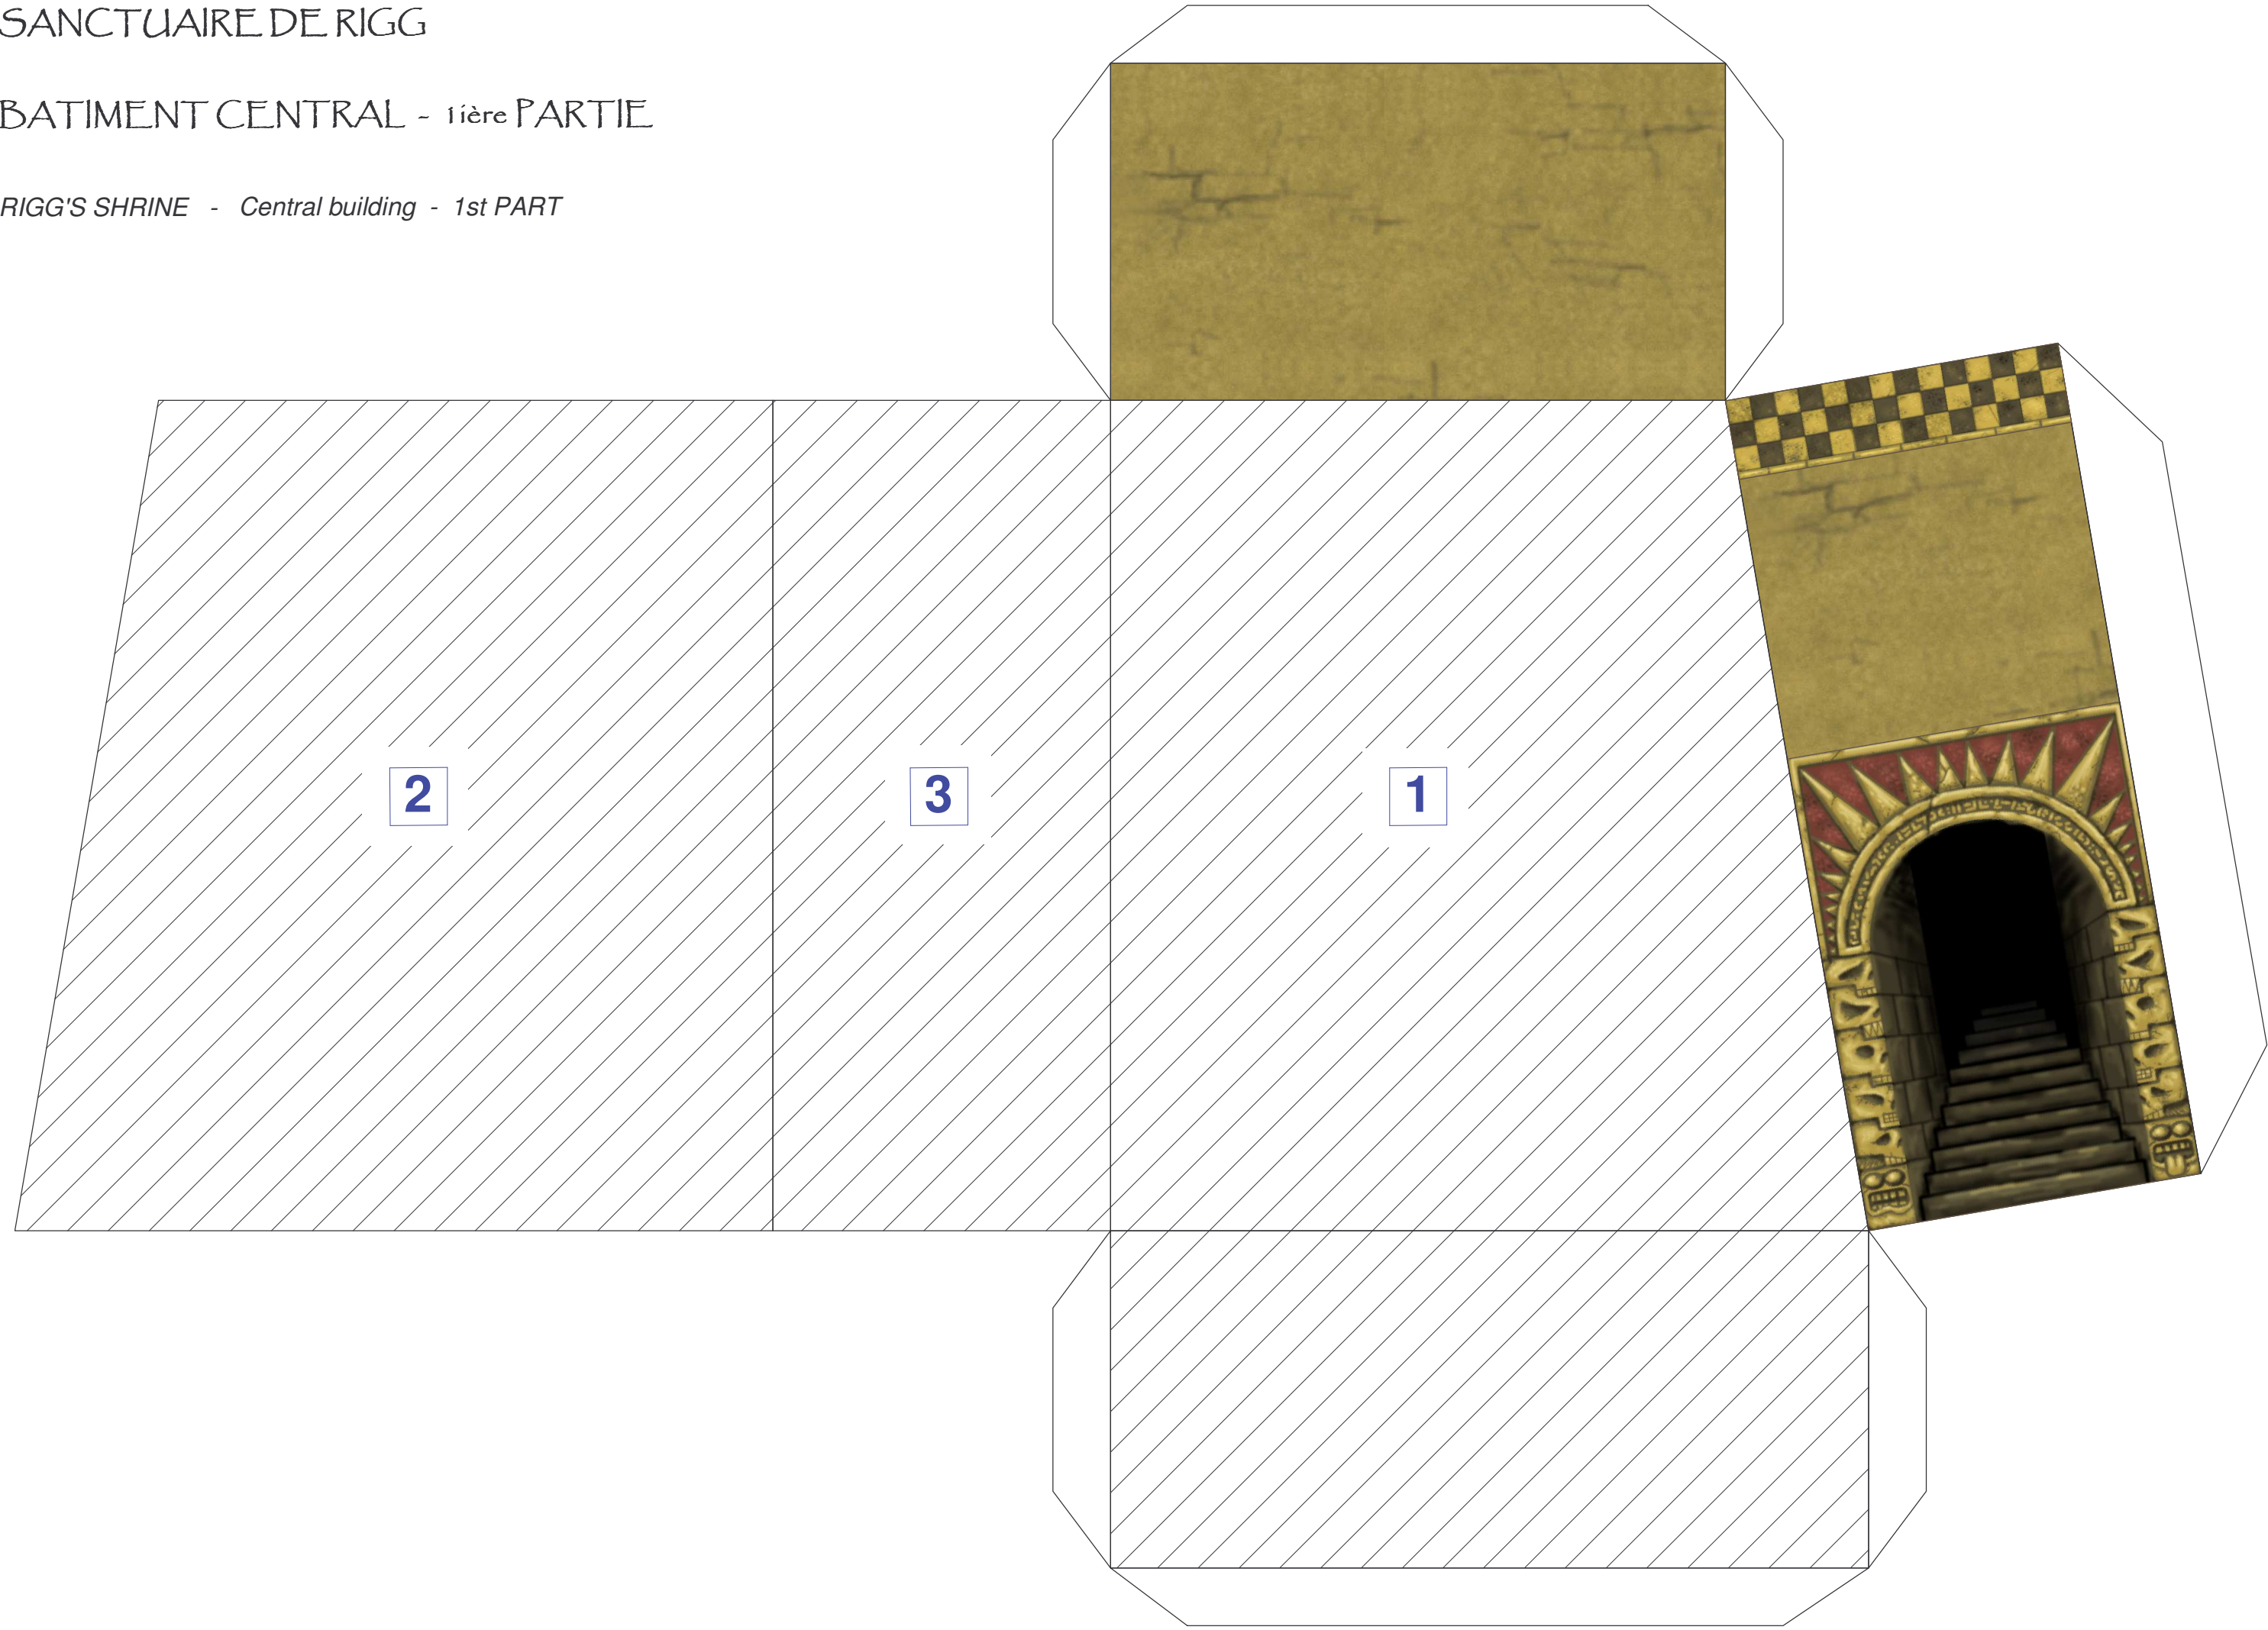 SANCTUAIRE DE RIGG
BATIMENT CENTRAL - 1ière PARTIE
RIGG'S SHRINE - Central building - 1st PART
2
3
1